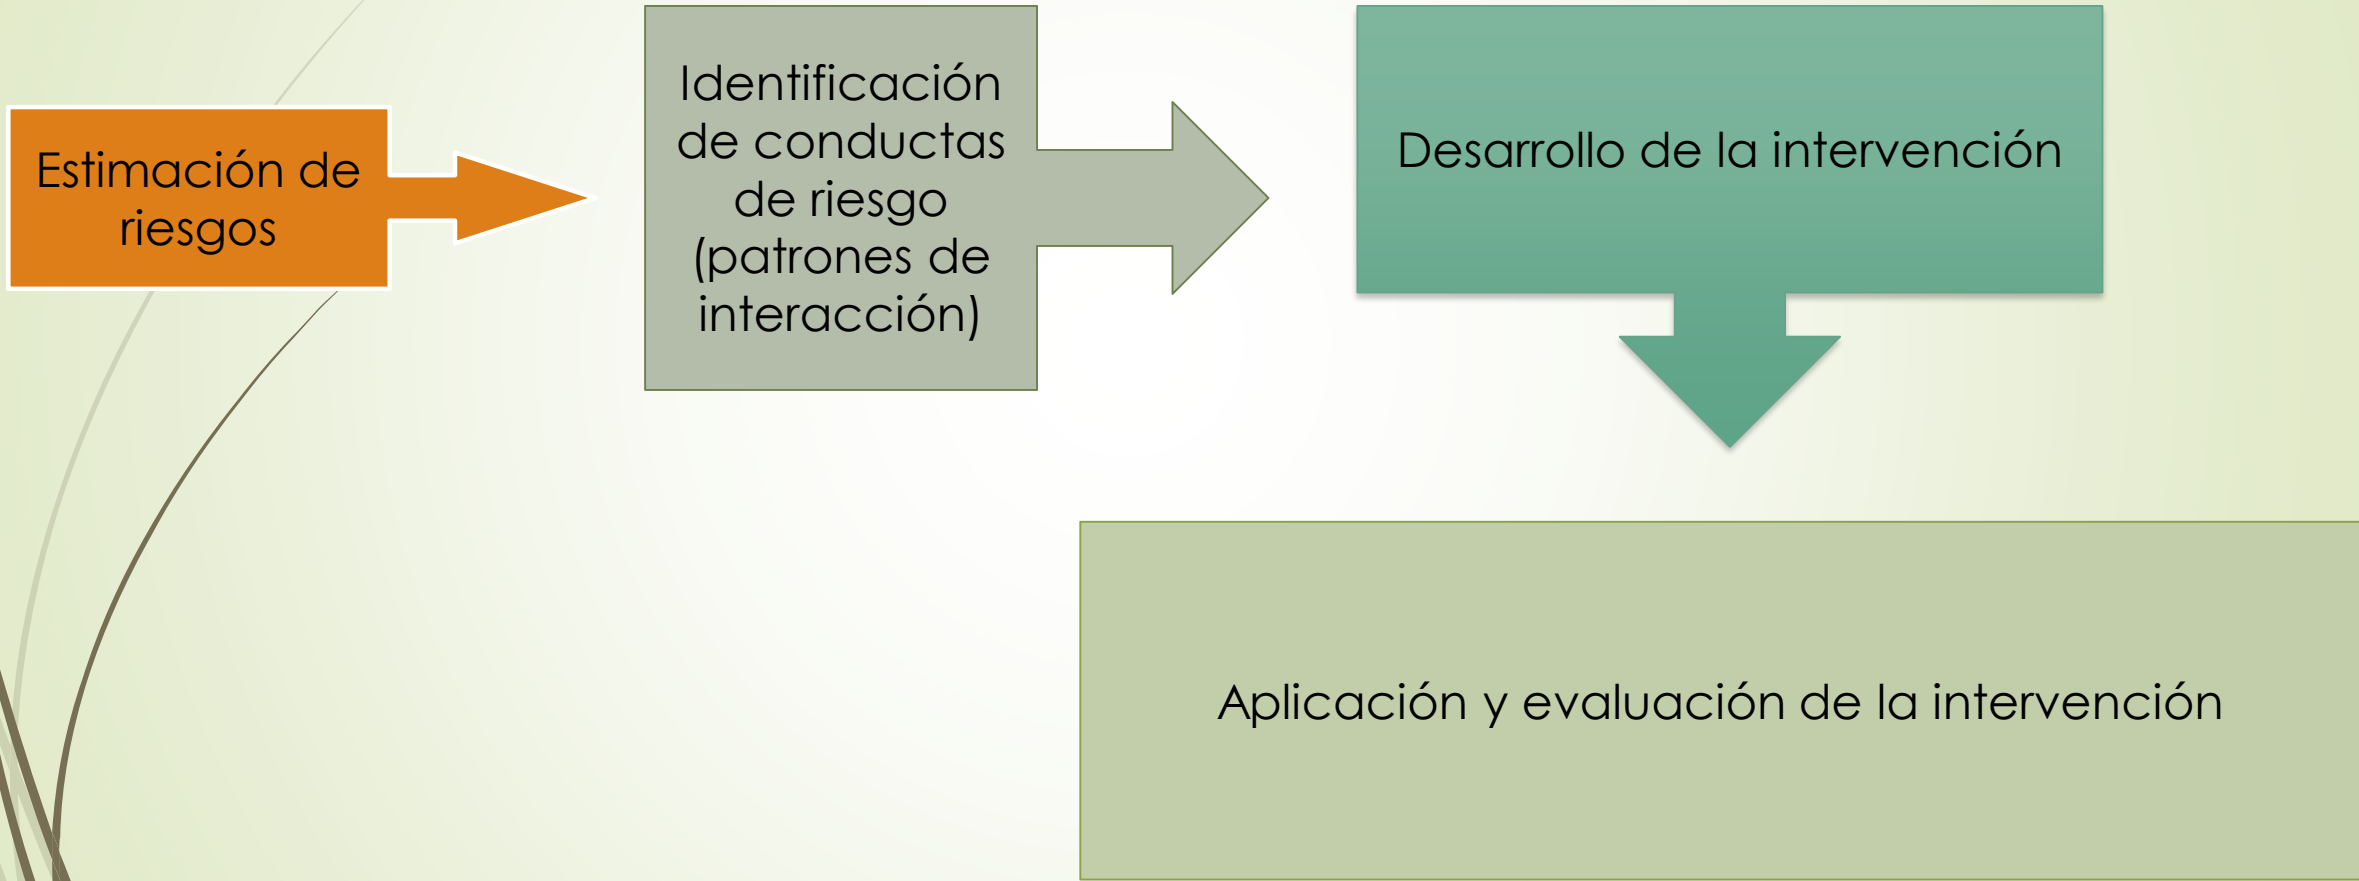 Estimación de
riesgos
Identificación
de conductas
de riesgo
(patrones de
interacción)
Desarrollo de la intervención
Aplicación y evaluación de la intervención